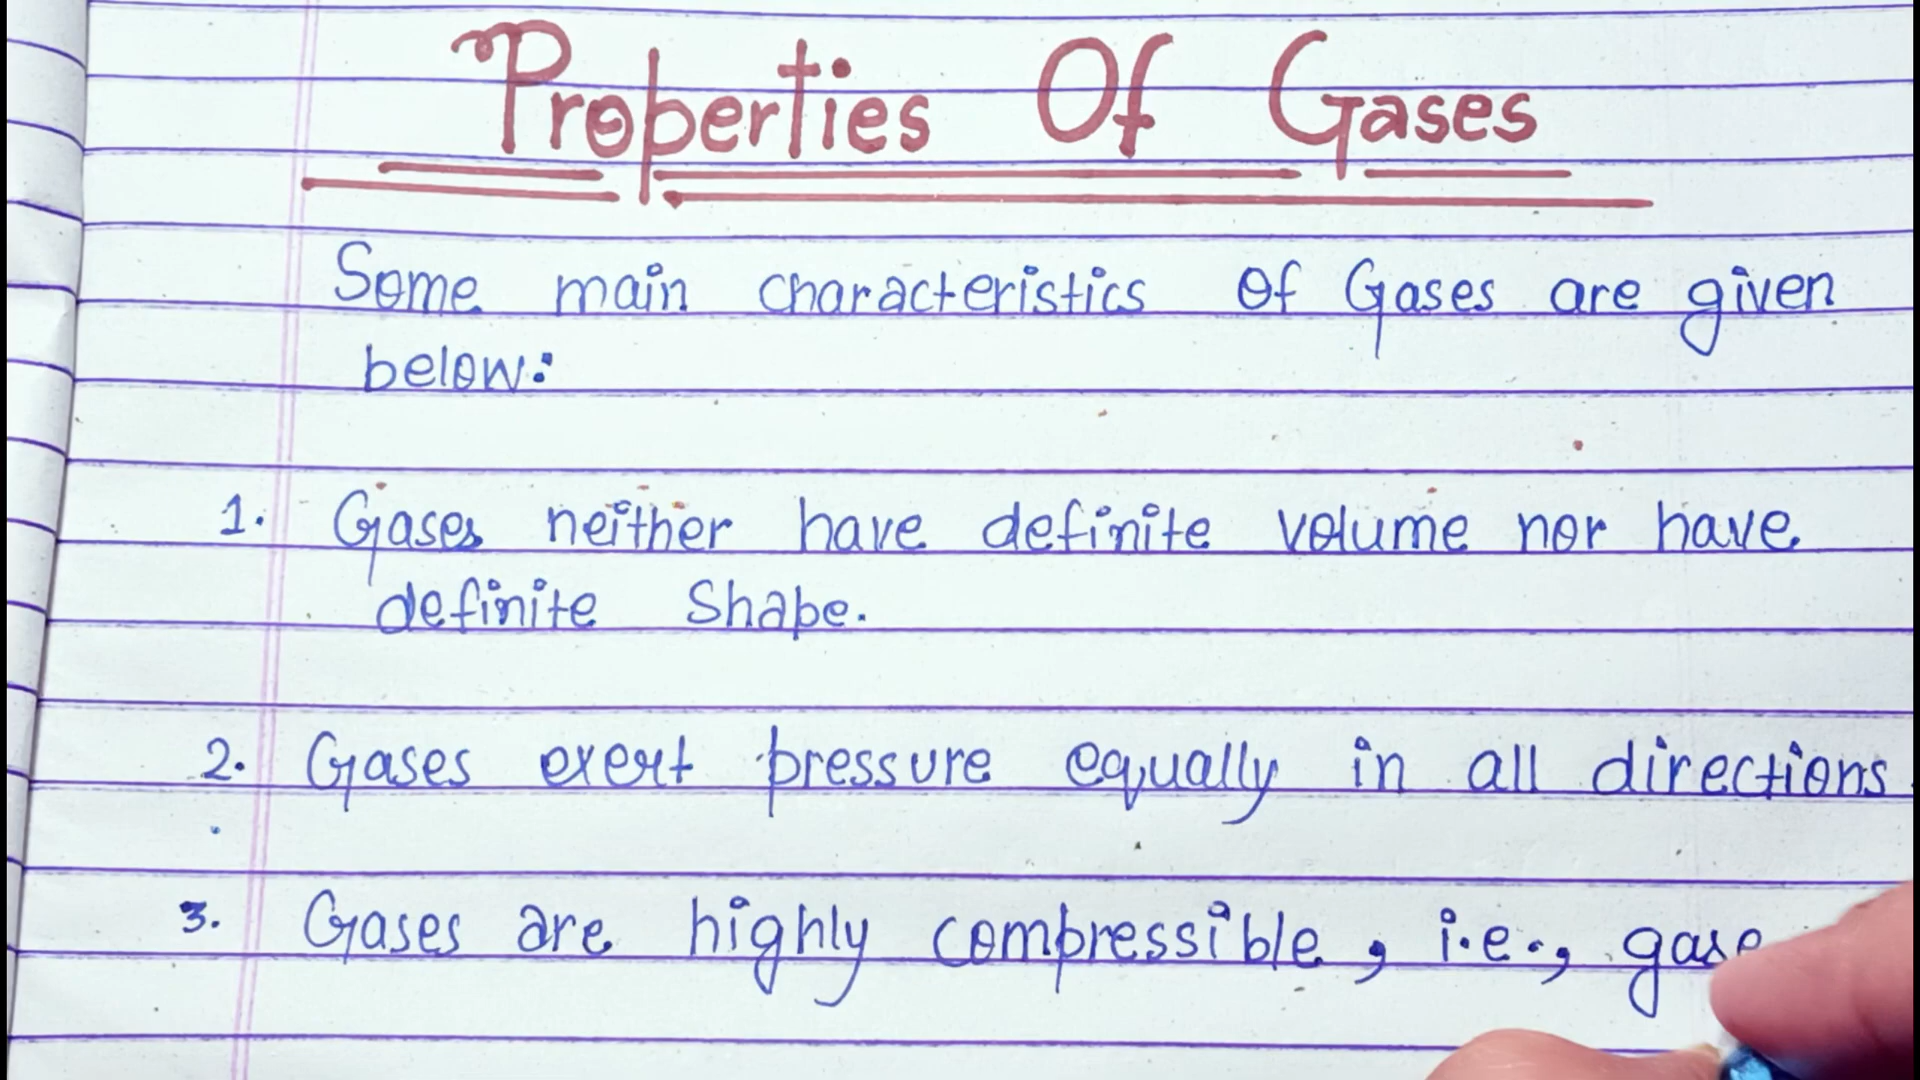 Properties Of Gases
Some main characteristics Of Gases are given
below:
1. Gases neither have definite volume nor have
definite Shape.
2. Gases exert pressure equally in all directions.
3. Gases are highly compressible, i.e., gase